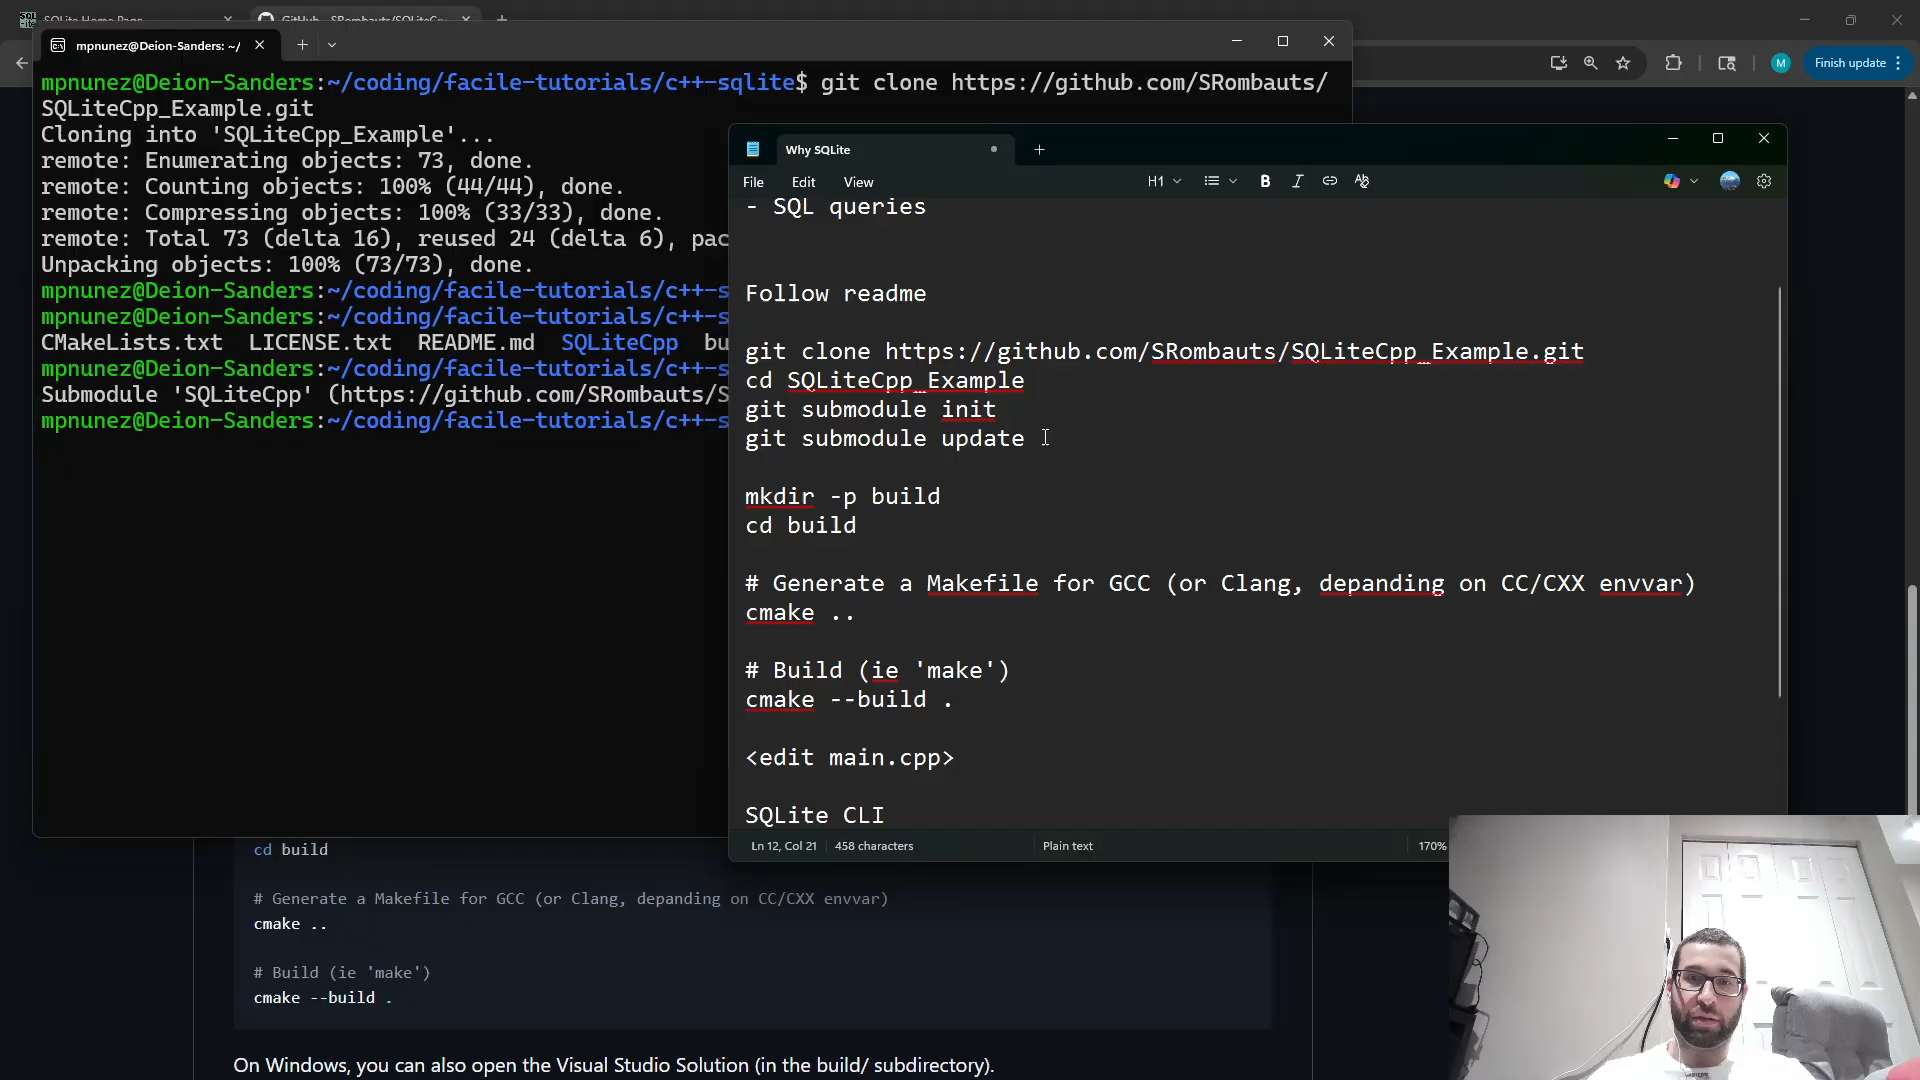 SQLite Home Page
GitHub - SRombauts/SQLiteCp
Finish update
M
mpnunez@Deion-Sanders: ~/
mpnunez@Deion-Sanders:~/coding/facile-tutorials/c++-sqlite$ git clone https://github.com/SRombauts/
SQLiteCpp_Example.git
Cloning into 'SQLiteCpp_Example'...
remote: Enumerating objects: 73, done.
remote: Counting objects: 100% (44/44), done.
remote: Compressing objects: 100% (33/33), done.
remote: Total 73 (delta 16), reused 24 (delta 6), pac
Unpacking objects: 100% (73/73), done.
mpnunez@Deion-Sanders:~/coding/facile-tutorials/c++-s
mpnunez@Deion-Sanders:~/coding/facile-tutorials/c++-s
CMakeLists.txt  LICENSE.txt  README.md  SQLiteCpp  bu
mpnunez@Deion-Sanders:~/coding/facile-tutorials/c++-s
Submodule 'SQLiteCpp' (https://github.com/SRombauts/S
mpnunez@Deion-Sanders:~/coding/facile-tutorials/c++-s
Why SQLite
File Edit View
H1
B I
- SQL queries
Follow readme
git clone https://github.com/SRombauts/SQLiteCpp_Example.git
cd SQLiteCpp_Example
git submodule init
git submodule update
mkdir -p build
cd build
# Generate a Makefile for GCC (or Clang, depanding on CC/CXX envvar)
cmake ..
# Build (ie 'make')
cmake --build .
<edit main.cpp>
SQLite CLI
Ln 12, Col 21
458 characters
Plain text
170%
cd build
# Generate a Makefile for GCC (or Clang, depanding on CC/CXX envvar)
cmake ..
# Build (ie 'make')
cmake --build .
On Windows, you can also open the Visual Studio Solution (in the build/ subdirectory).